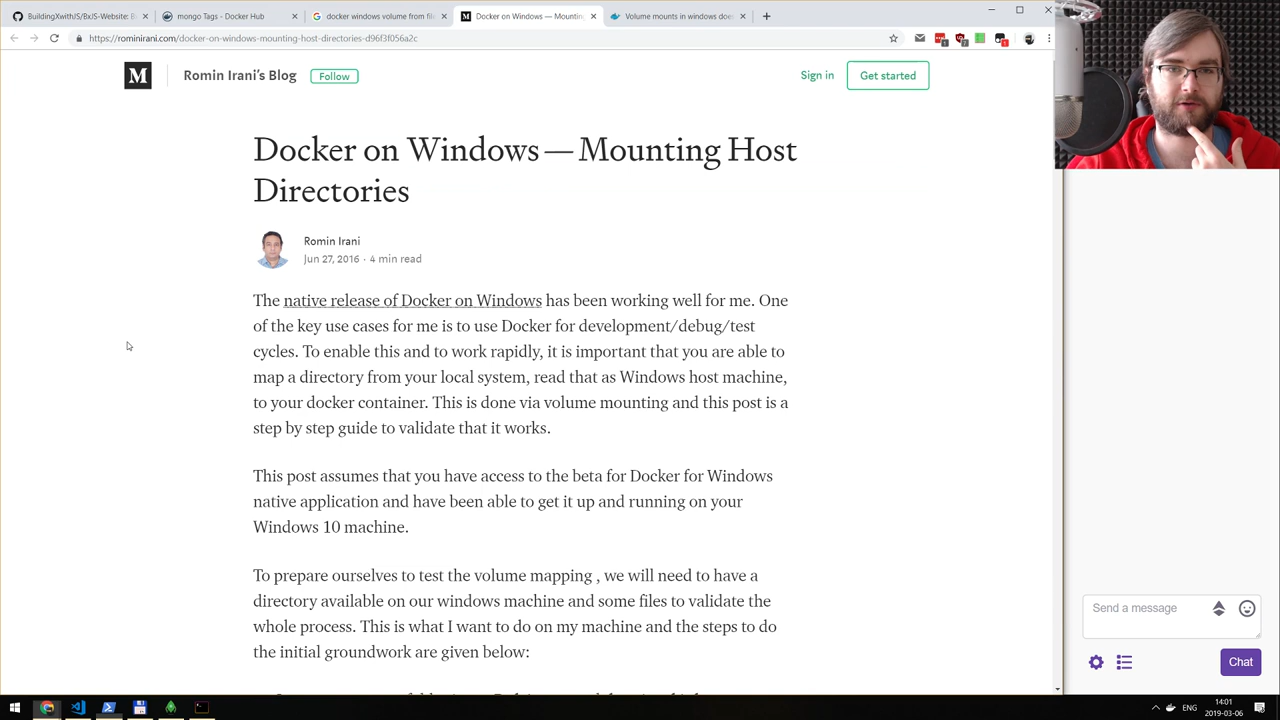 BuildingXwithJS/BxJS-Website: B
mongo Tags - Docker Hub
docker windows volume from fil
Docker on Windows — Mountin
Volume mounts in windows doe
https://rominirani.com/docker-on-windows-mounting-host-directories-d96f3f056a2c
M
Romin Irani's Blog
Follow
Sign in
Get started
Docker on Windows — Mounting Host
Directories
Romin Irani
Jun 27, 2016 · 4 min read
The native release of Docker on Windows has been working well for me. One
of the key use cases for me is to use Docker for development/debug/test
cycles. To enable this and to work rapidly, it is important that you are able to
map a directory from your local system, read that as Windows host machine,
to your docker container. This is done via volume mounting and this post is a
step by step guide to validate that it works.
This post assumes that you have access to the beta for Docker for Windows
native application and have been able to get it up and running on your
Windows 10 machine.
To prepare ourselves to test the volume mapping , we will need to have a
directory available on our windows machine and some files to validate the
whole process. This is what I want to do on my machine and the steps to do
the initial groundwork are given below:
Send a message
Chat
ENG
14:01
2019-03-06